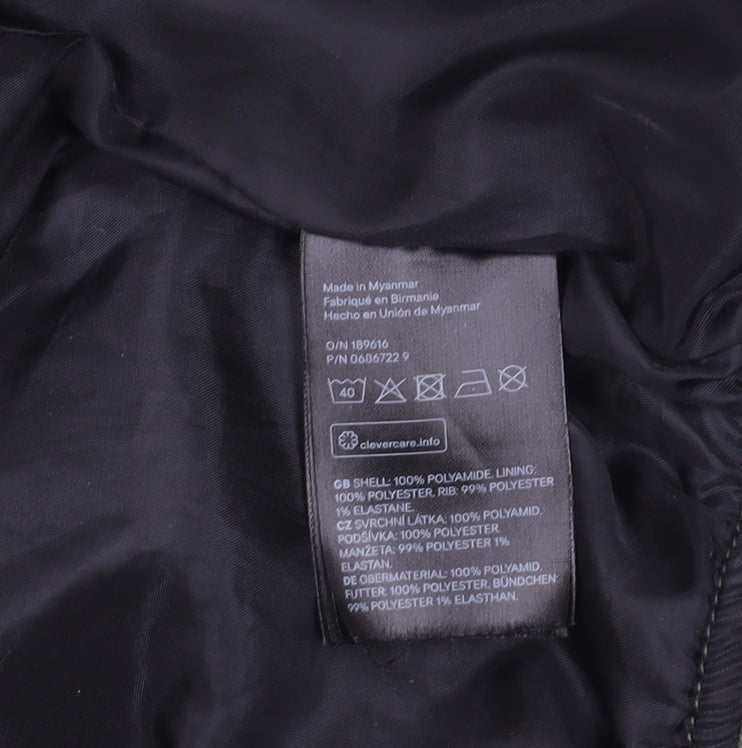 Made in Myanmar
Fabriqué en Birmanie
Hecho en Unión de Myanmar
O/N 189616
P/N 0686722 9
40
clevercare.info
GB SHELL: 100% POLYAMIDE. LINING:
100% POLYESTER. RIB: 99% POLYESTER
1% ELASTANE.
CZ SVRCHNÍ LÁTKA: 100% POLYAMID.
PODŠÍVKA: 100% POLYESTER.
MANŽETA: 99% POLYESTER 1%
ELASTAN.
DE OBERMATERIAL: 100% POLYAMID.
FUTTER: 100% POLYESTER. BÜNDCHEN:
99% POLYESTER 1% ELASTHAN.